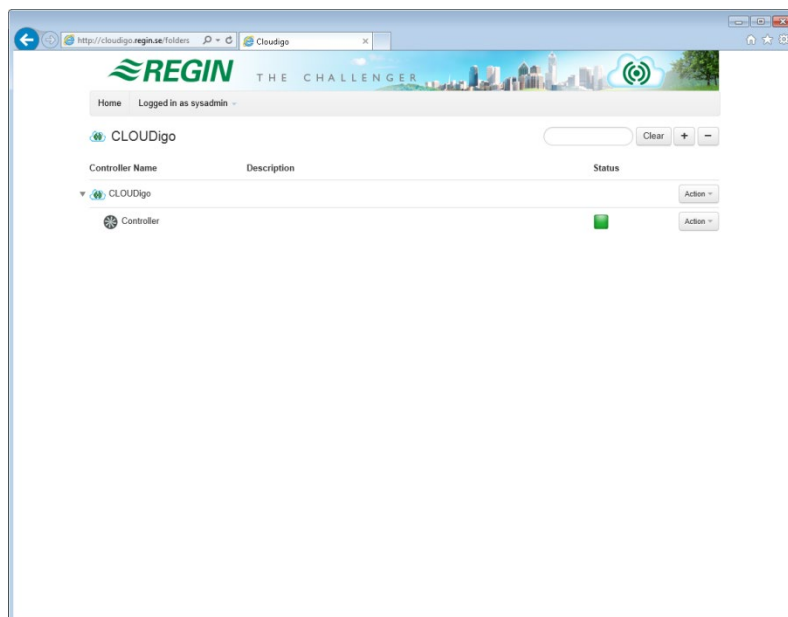 http://cloudigo.regin.se/folders
Cloudigo
REGIN THE CHALLENGER
Home Logged in as sysadmin
CLOUDigo Clear + −
Controller Name Description Status
CLOUDigo Action
Controller Action